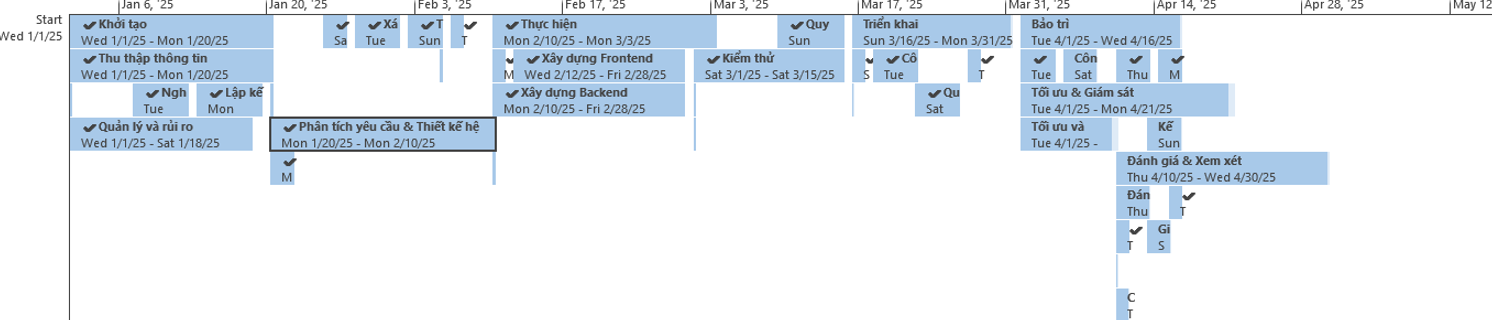 Jan 6, '25 Jan 20, '25 Feb 3, '25 Feb 17, '25 Mar 3, '25 Mar 17, '25 Mar 31, '25 Apr 14, '25 Apr 28, '25 May 12
Start
Wed 1/1/25
✔Khởi tạo
Wed 1/1/25 - Mon 1/20/25
✔
Sa
✔Xá
Tue
✔T
Sun
✔
T
✔Thực hiện
Mon 2/10/25 - Mon 3/3/25
✔Quy
Sun
Triển khai
Sun 3/16/25 - Mon 3/31/25
Bảo trì
Tue 4/1/25 - Wed 4/16/25
✔Thu thập thông tin
Wed 1/1/25 - Mon 1/20/25
✔
M
✔Xây dựng Frontend
Wed 2/12/25 - Fri 2/28/25
✔Kiểm thử
Sat 3/1/25 - Sat 3/15/25
✔
S
✔Cô
Tue
✔
T
✔
Tue
Côn
Sat
✔
Thu
✔
M
✔Ngh
Tue
✔Lập kế
Mon
✔Xây dựng Backend
Mon 2/10/25 - Fri 2/28/25
✔Qu
Sat
Tối ưu & Giám sát
Tue 4/1/25 - Mon 4/21/25
✔Quản lý và rủi ro
Wed 1/1/25 - Sat 1/18/25
✔Phân tích yêu cầu & Thiết kế hệ
Mon 1/20/25 - Mon 2/10/25
Tối ưu và
Tue 4/1/25 -
Kế
Sun
✔
M
Đánh giá & Xem xét
Thu 4/10/25 - Wed 4/30/25
Đán
Thu
✔
T
✔
T
Gi
S
C
T